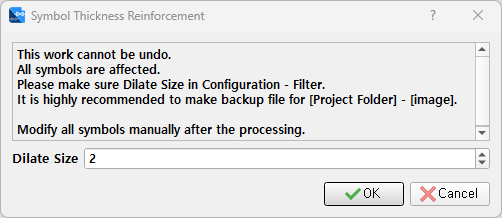 Symbol Thickness Reinforcement
?
This work cannot be undo.
All symbols are affected.
Please make sure Dilate Size in Configuration - Filter.
It is highly recommended to make backup file for [Project Folder] - [image].
Modify all symbols manually after the processing.
Dilate Size 2
OK Cancel